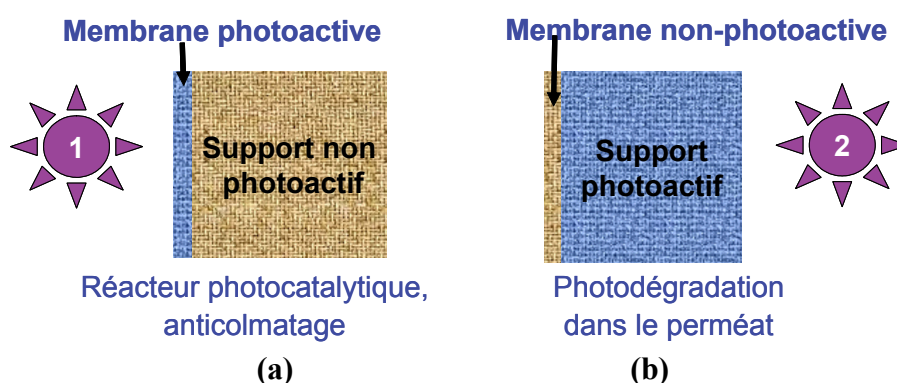 Membrane photoactive
1
Support non
photoactif
Réacteur photocatalytique,
anticolmatage
(a)
Membrane non-photoactive
Support
photoactif
2
Photodégradation
dans le perméat
(b)